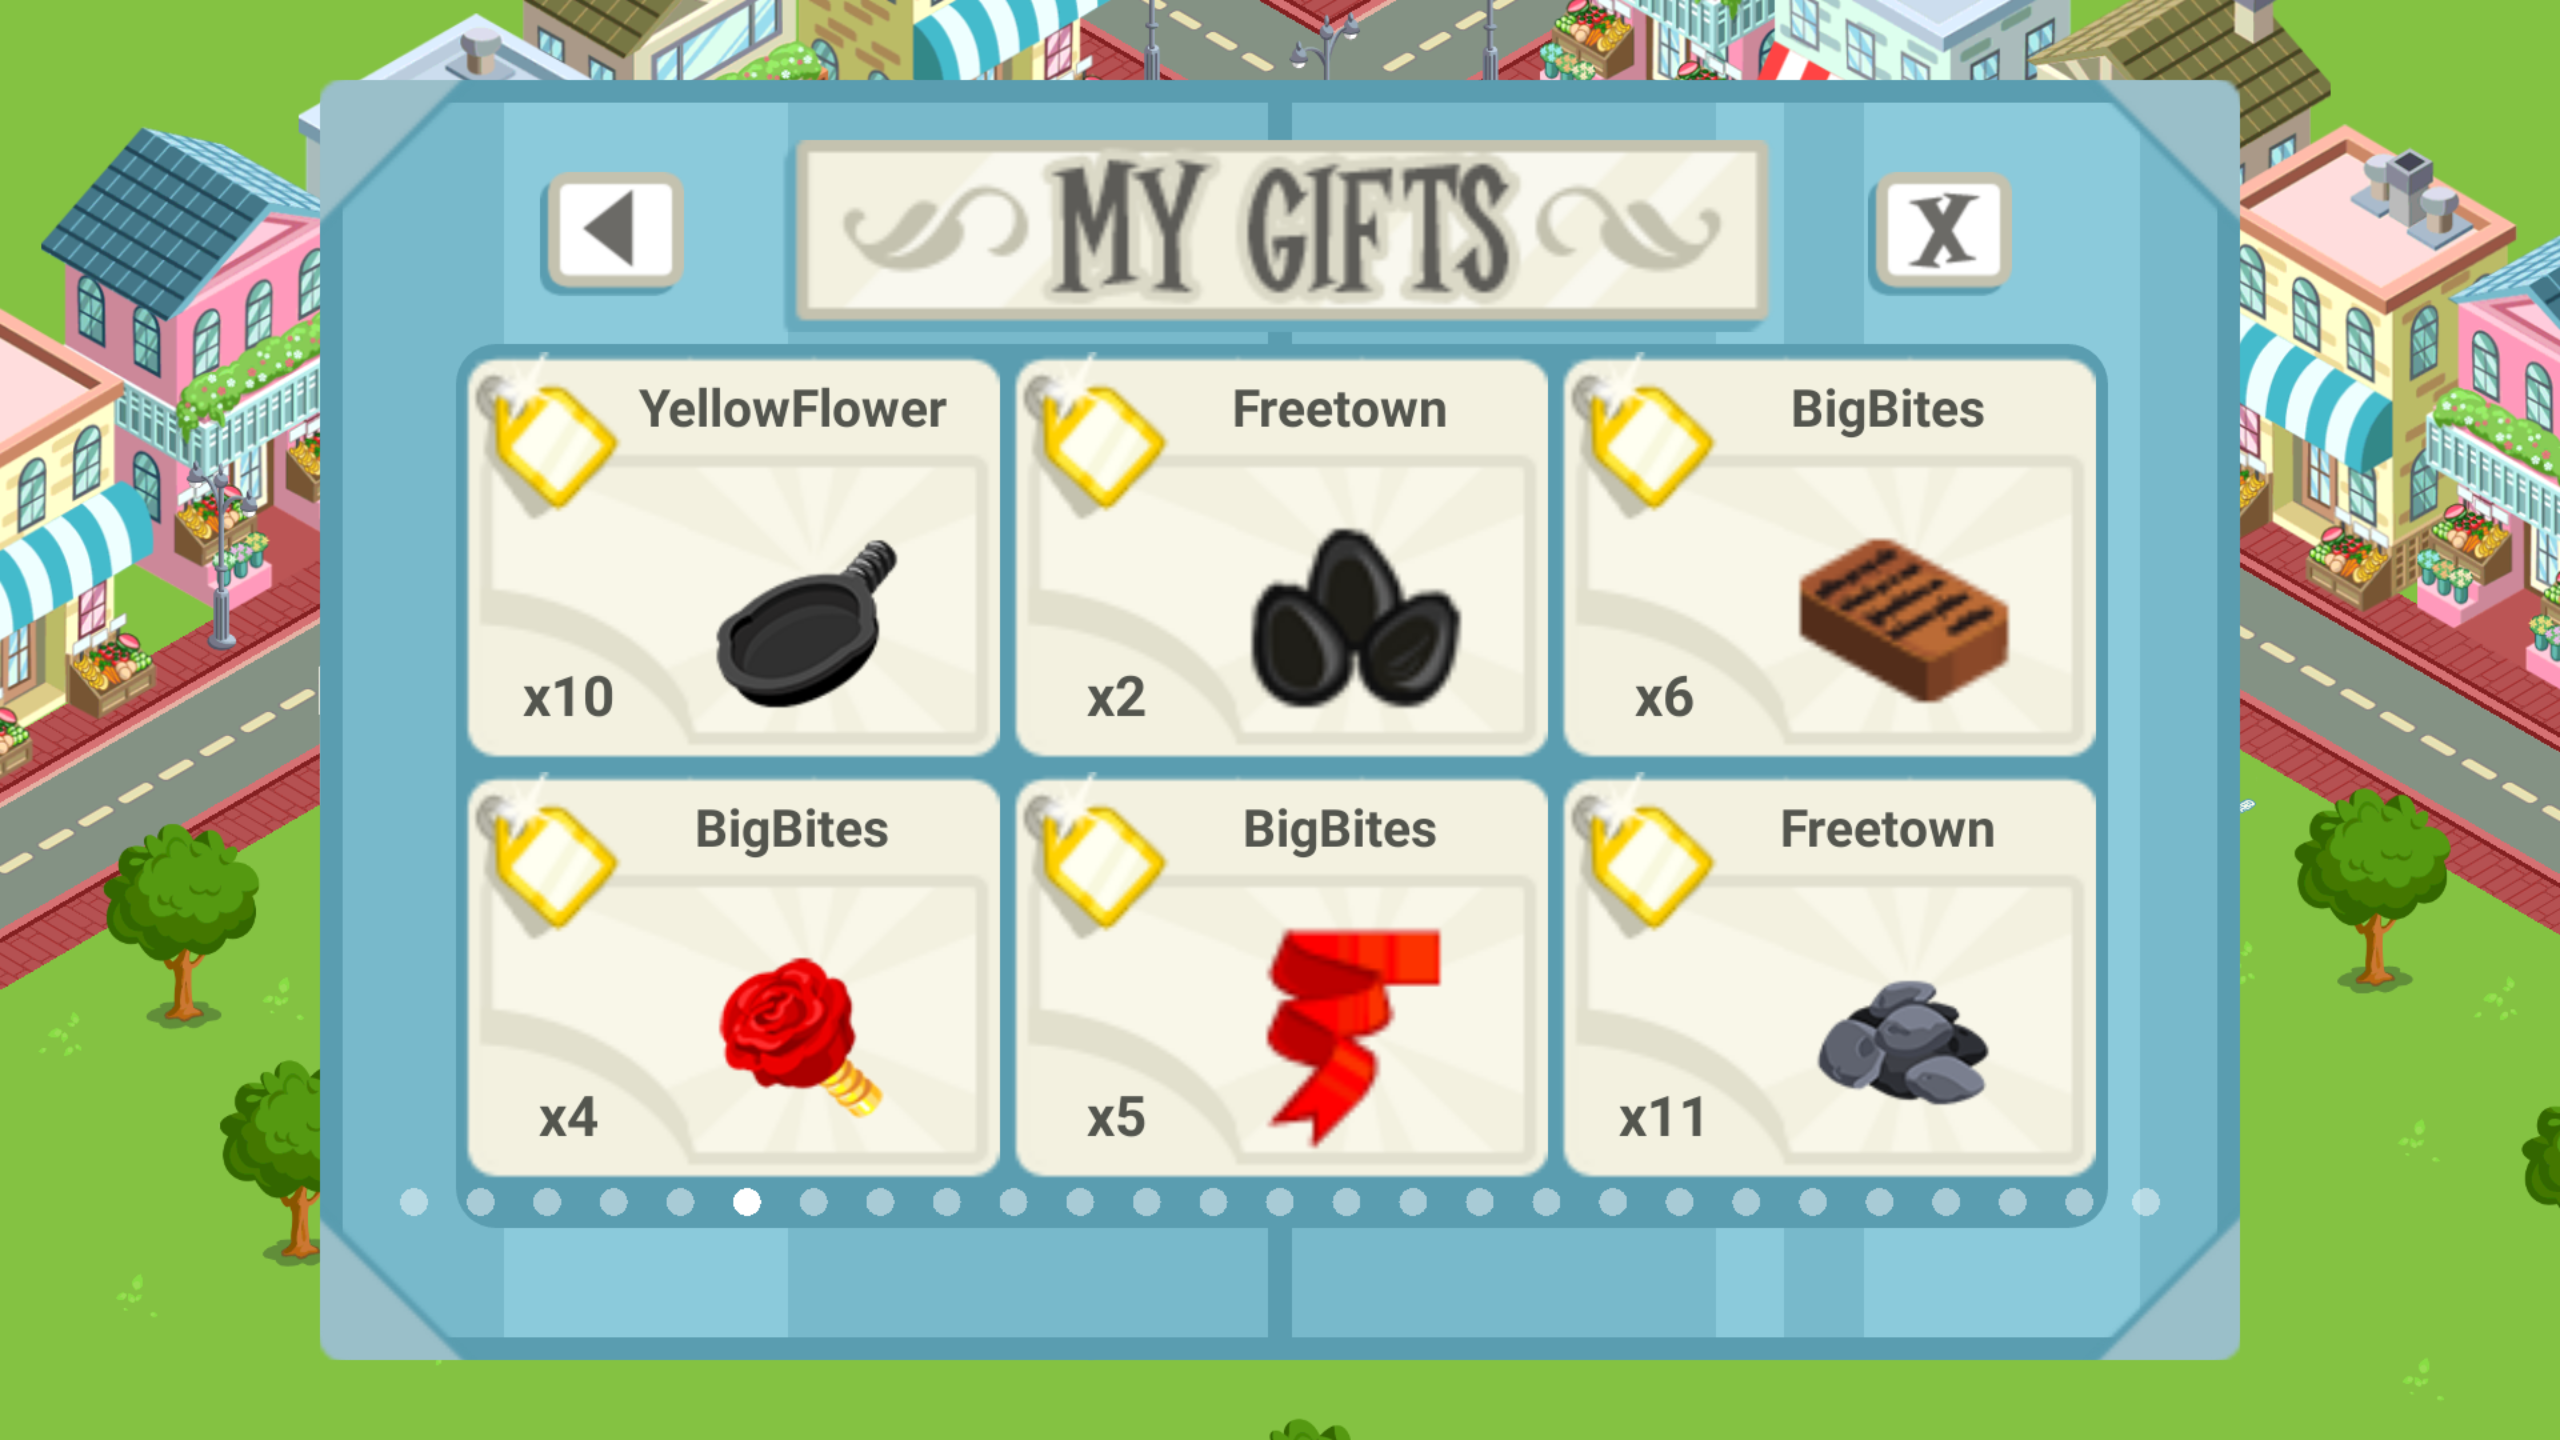 MY GIFTS
X
YellowFlower
x10
Freetown
x2
BigBites
x6
BigBites
x4
BigBites
x5
Freetown
x11